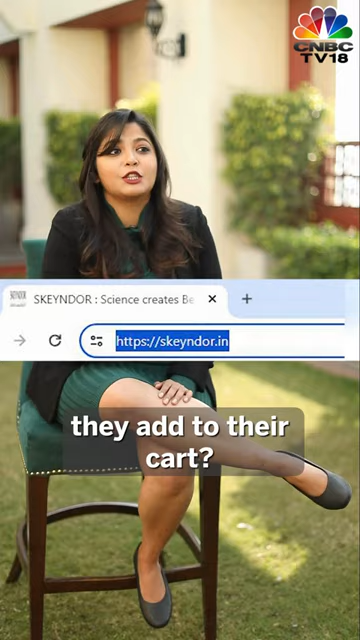 CNBC
TV18
SKEYNDOR : Science creates Be
https://skeyndor.in
they add to their
cart?